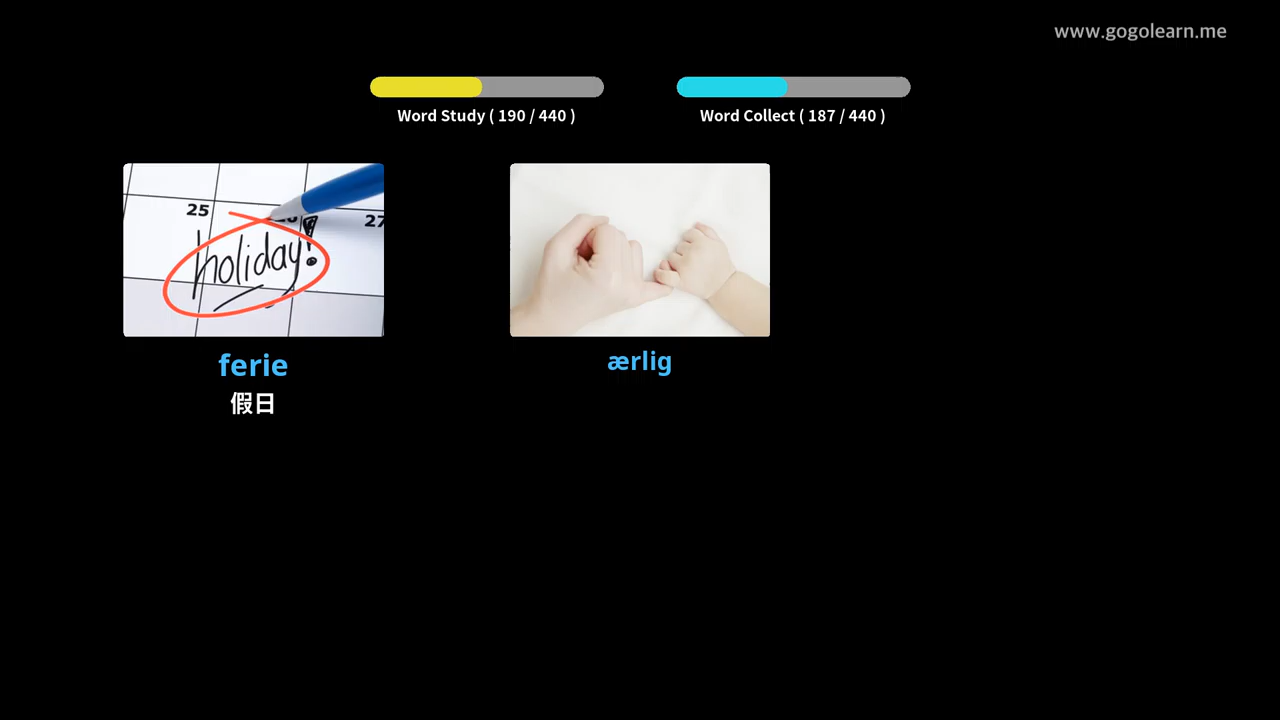 www.gogolearn.me
Word Study ( 190 / 440 )
Word Collect ( 187 / 440 )
25
27
holiday!
ferie
假日
ærlig